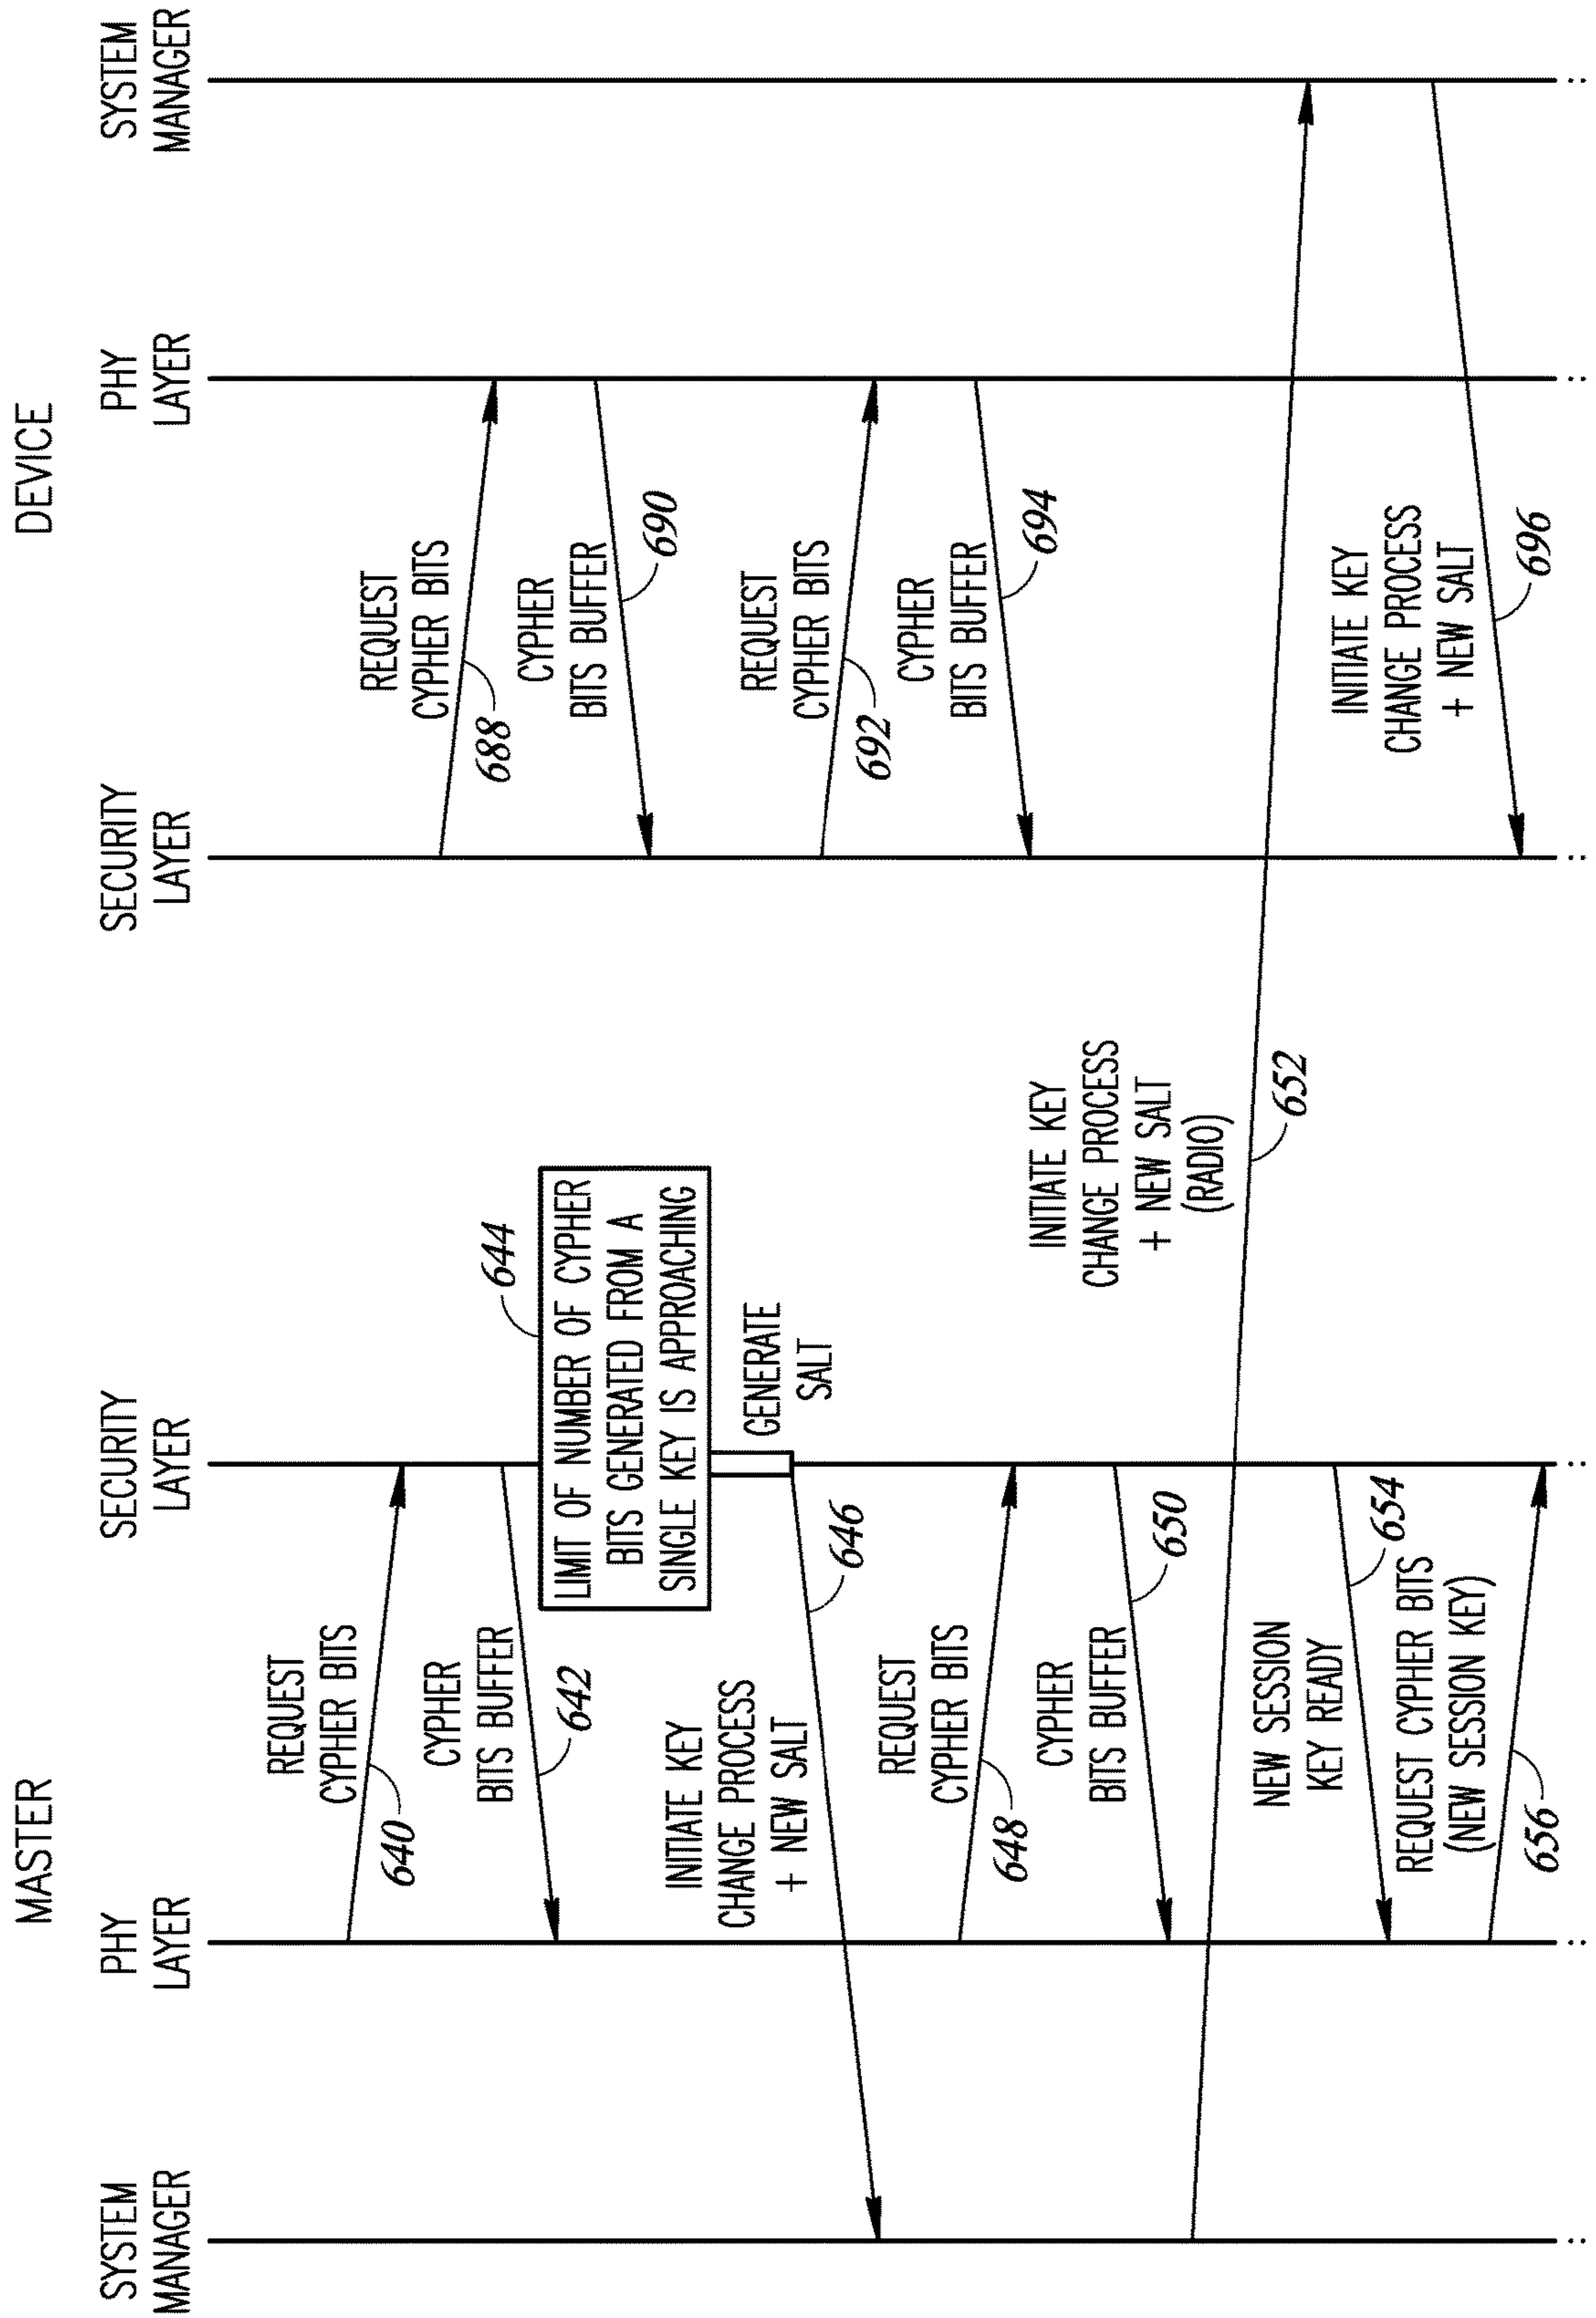 MASTER
DEVICE
SYSTEM
MANAGER
PHY
LAYER
SECURITY
LAYER
SECURITY
LAYER
PHY
LAYER
SYSTEM
MANAGER
REQUEST
CYPHER BITS
640
CYPHER
BITS BUFFER
642
644
LIMIT OF NUMBER OF CYPHER
BITS GENERATED FROM A
SINGLE KEY IS APPROACHING
GENERATE
SALT
INITIATE KEY
CHANGE PROCESS
+ NEW SALT
646
REQUEST
CYPHER BITS
648
CYPHER
BITS BUFFER
650
INITIATE KEY
CHANGE PROCESS
+ NEW SALT
(RADIO)
652
NEW SESSION
KEY READY
654
REQUEST CYPHER BITS
(NEW SESSION KEY)
656
REQUEST
CYPHER BITS
688
CYPHER
BITS BUFFER
690
REQUEST
CYPHER BITS
692
CYPHER
BITS BUFFER
694
INITIATE KEY
CHANGE PROCESS
+ NEW SALT
696